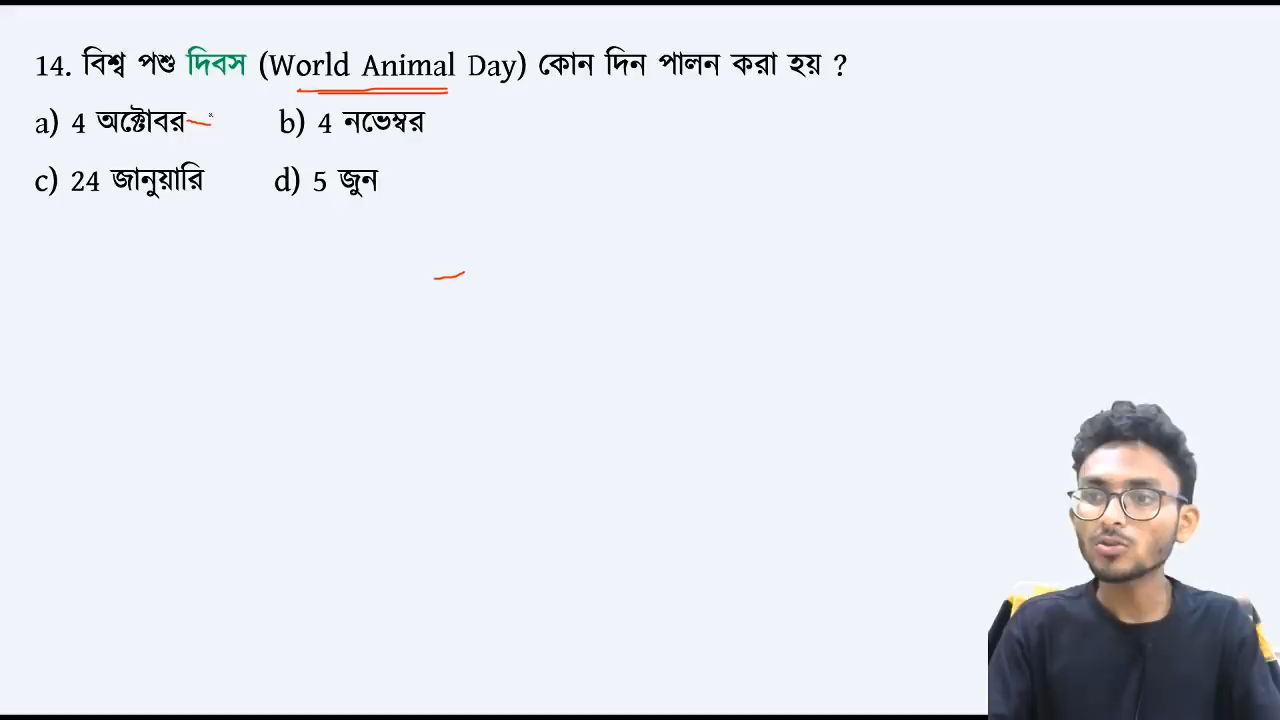 14. বিশ্ব পশু দিবস (World Animal Day) কোন দিন পালন করা হয় ?
a) 4 অক্টোবর b) 4 নভেম্বর
c) 24 জানুয়ারি d) 5 জুন